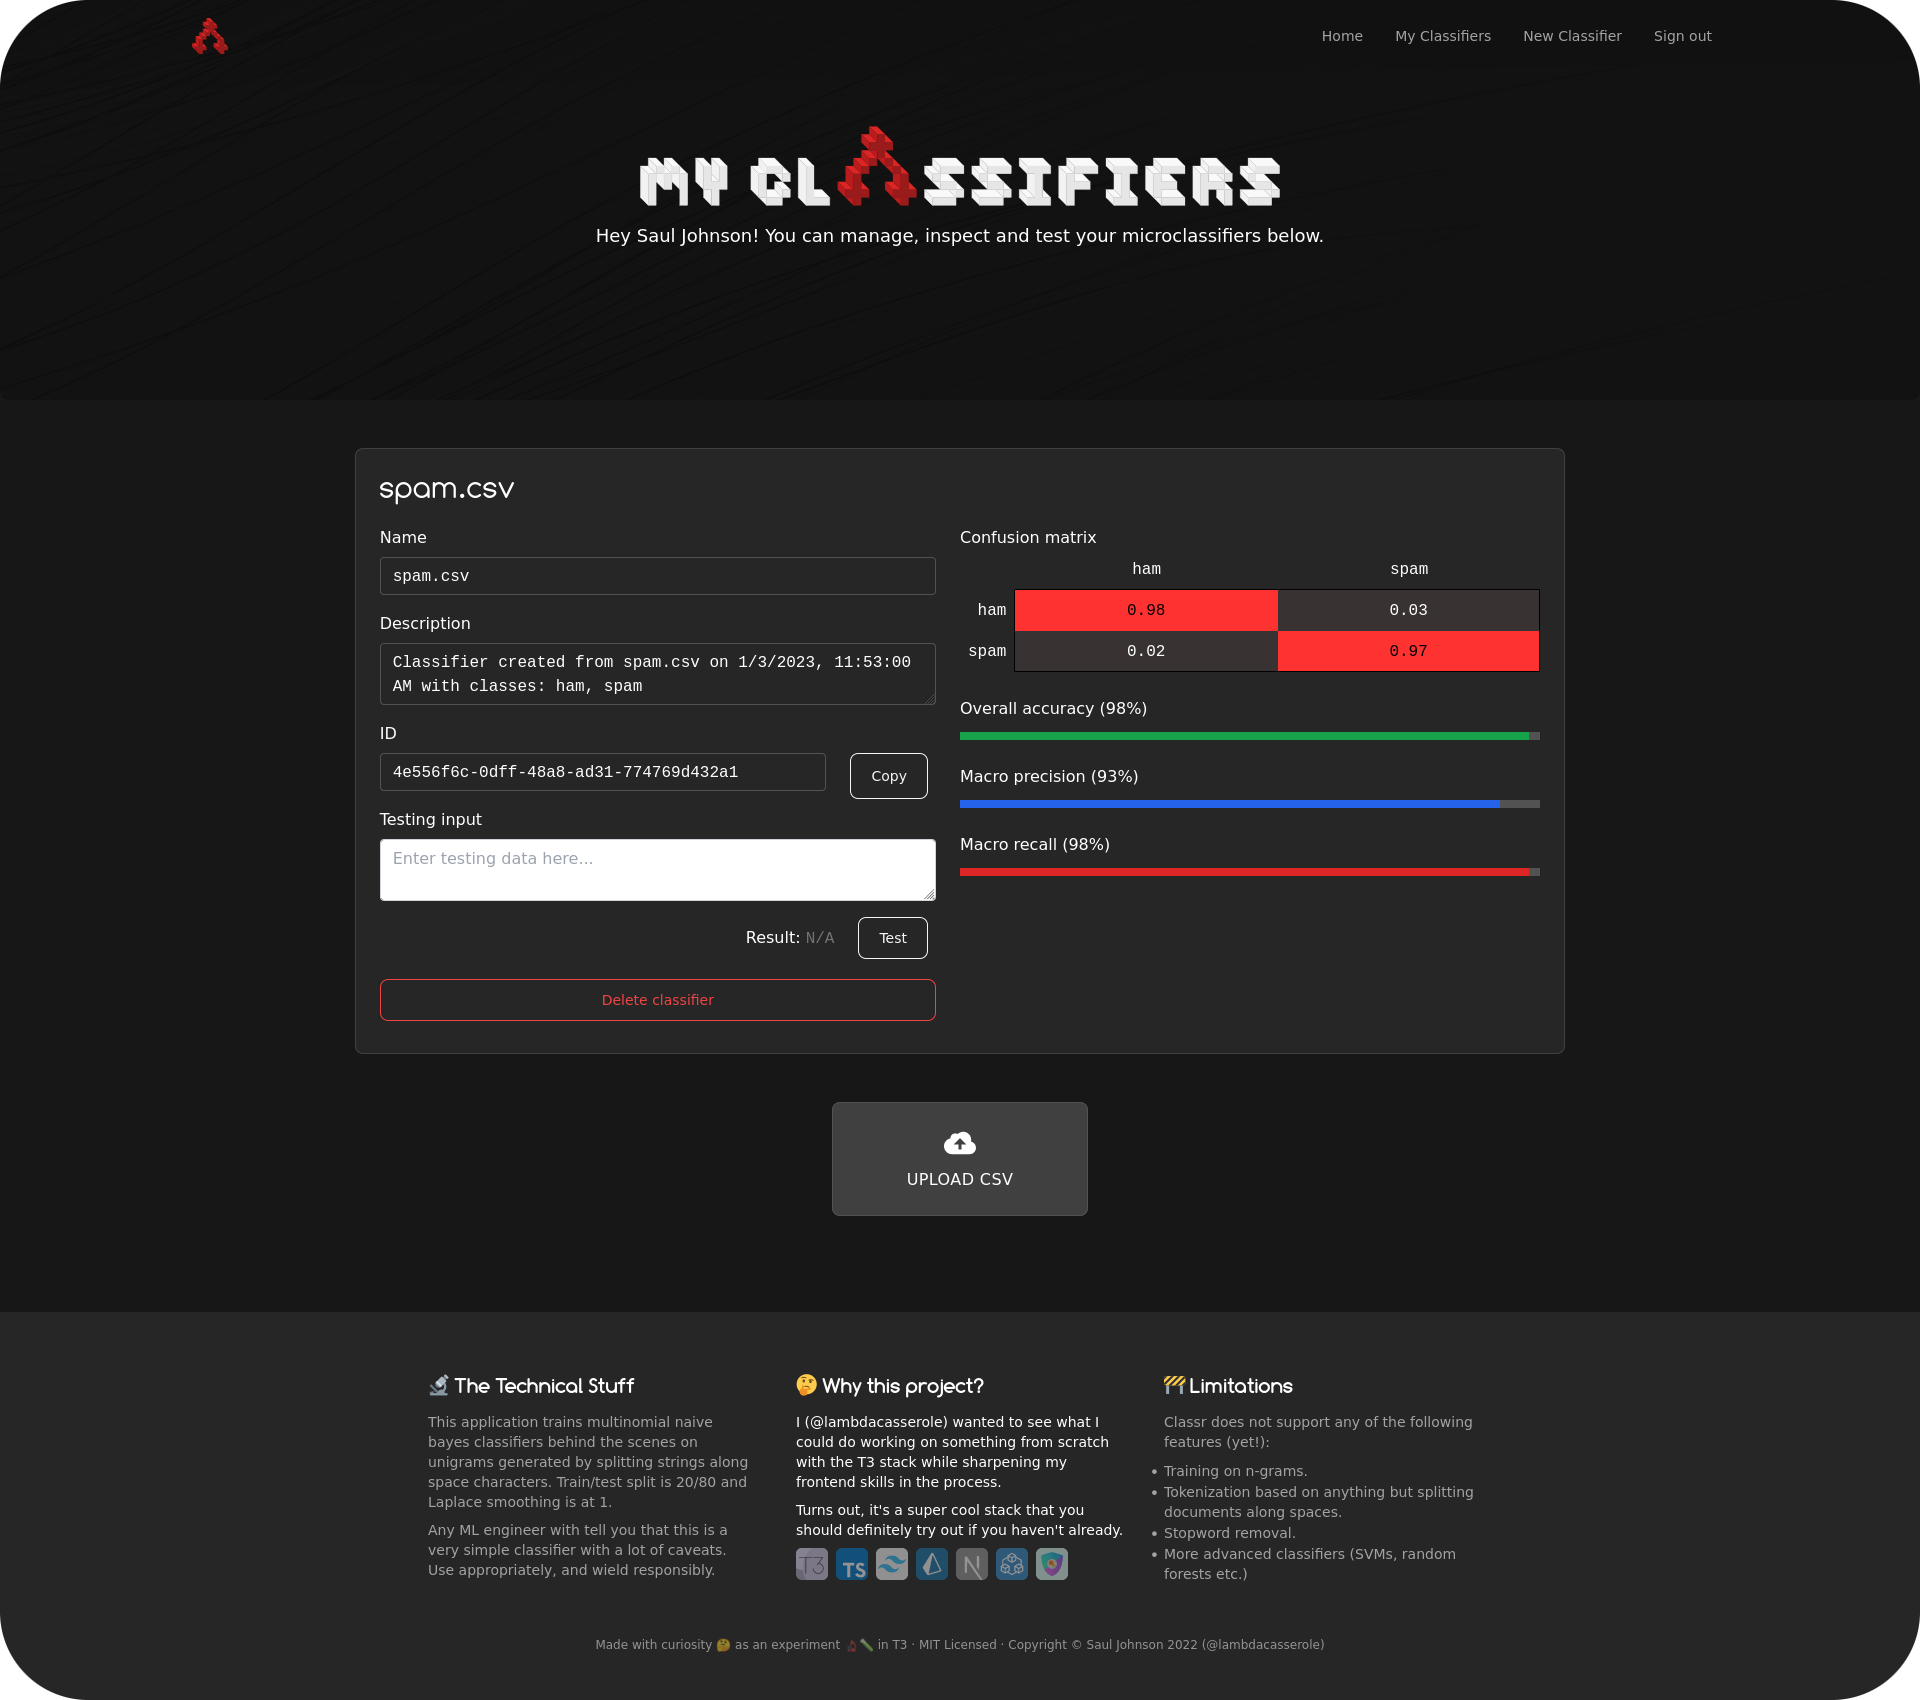 Home My Classifiers New Classifier Sign out
MY CLASSIFIERS
Hey Saul Johnson! You can manage, inspect and test your microclassifiers below.
spam.csv
Name
spam.csv
Description
Classifier created from spam.csv on 1/3/2023, 11:53:00
AM with classes: ham, spam
ID
4e556f6c-0dff-48a8-ad31-774769d432a1
Copy
Testing input
Enter testing data here...
Result: N/A
Test
Delete classifier
Confusion matrix
ham spam
ham 0.98 0.03
spam 0.02 0.97
Overall accuracy (98%)
Macro precision (93%)
Macro recall (98%)
UPLOAD CSV
The Technical Stuff
This application trains multinomial naive
bayes classifiers behind the scenes on
unigrams generated by splitting strings along
space characters. Train/test split is 20/80 and
Laplace smoothing is at 1.
Any ML engineer with tell you that this is a
very simple classifier with a lot of caveats.
Use appropriately, and wield responsibly.
🤔 Why this project?
I (@lambdacasserole) wanted to see what I
could do working on something from scratch
with the T3 stack while sharpening my
frontend skills in the process.
Turns out, it's a super cool stack that you
should definitely try out if you haven't already.
T3 TS N
Limitations
Classr does not support any of the following
features (yet!):
• Training on n-grams.
• Tokenization based on anything but splitting
documents along spaces.
• Stopword removal.
• More advanced classifiers (SVMs, random
forests etc.)
Made with curiosity 🤔 as an experiment in T3 · MIT Licensed · Copyright © Saul Johnson 2022 (@lambdacasserole)